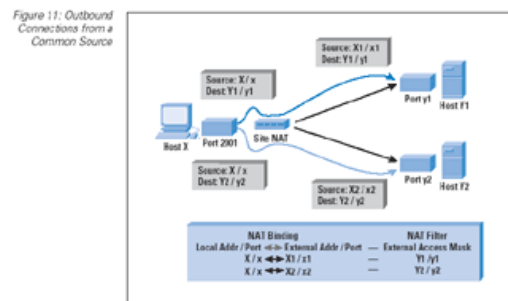 Figure 11: Outbound
Connections from a
Common Source
Source: X1 / x1
Dest: Y1 / y1
Source: X / x
Dest: Y1 / y1
Port y1
Host Y1
Host X
Port 2001
Site NAT
Source: X / x
Dest: Y2 / y2
Source: X2 / x2
Dest: Y2 / y2
Port y2
Host Y2
NAT Binding NAT Filter
Local Addr / Port ◄-► External Addr / Port — External Access Mask
X / x ◄► X1 / x1 — Y1 / y1
X / x ◄► X2 / x2 — Y2 / y2